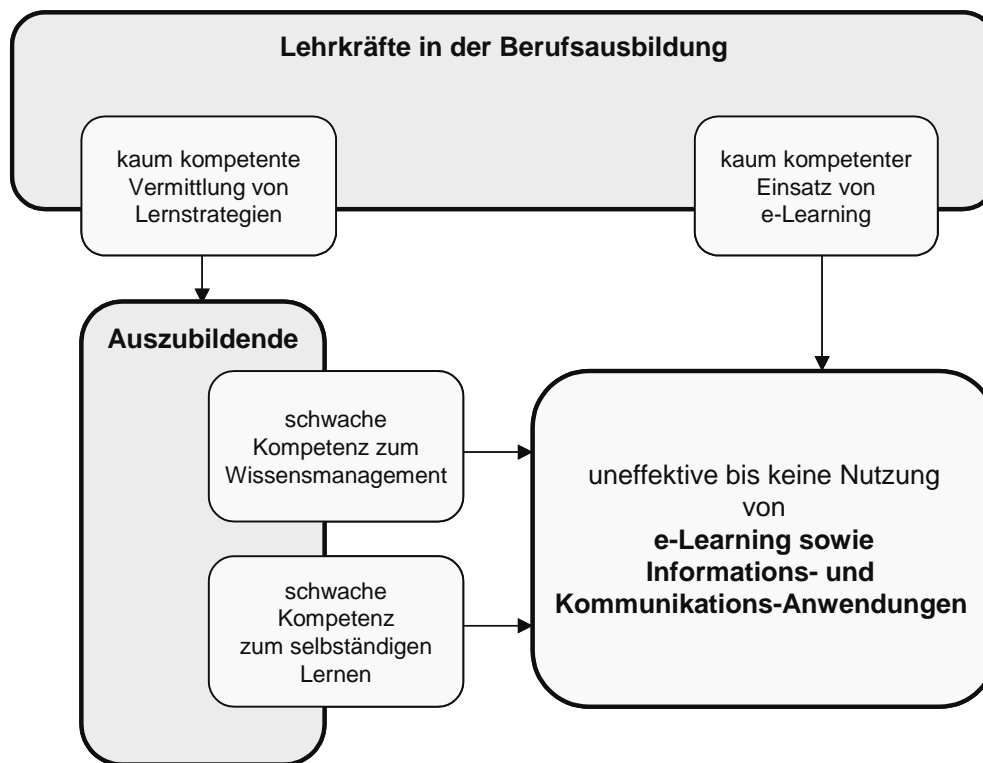 Lehrkräfte in der Berufsausbildung
kaum kompetente
Vermittlung von
Lernstrategien
kaum kompetenter
Einsatz von
e-Learning
Auszubildende
schwache
Kompetenz zum
Wissensmanagement
schwache
Kompetenz
zum selbständigen
Lernen
uneffektive bis keine Nutzung
von
e-Learning sowie
Informations- und
Kommunikations-Anwendungen